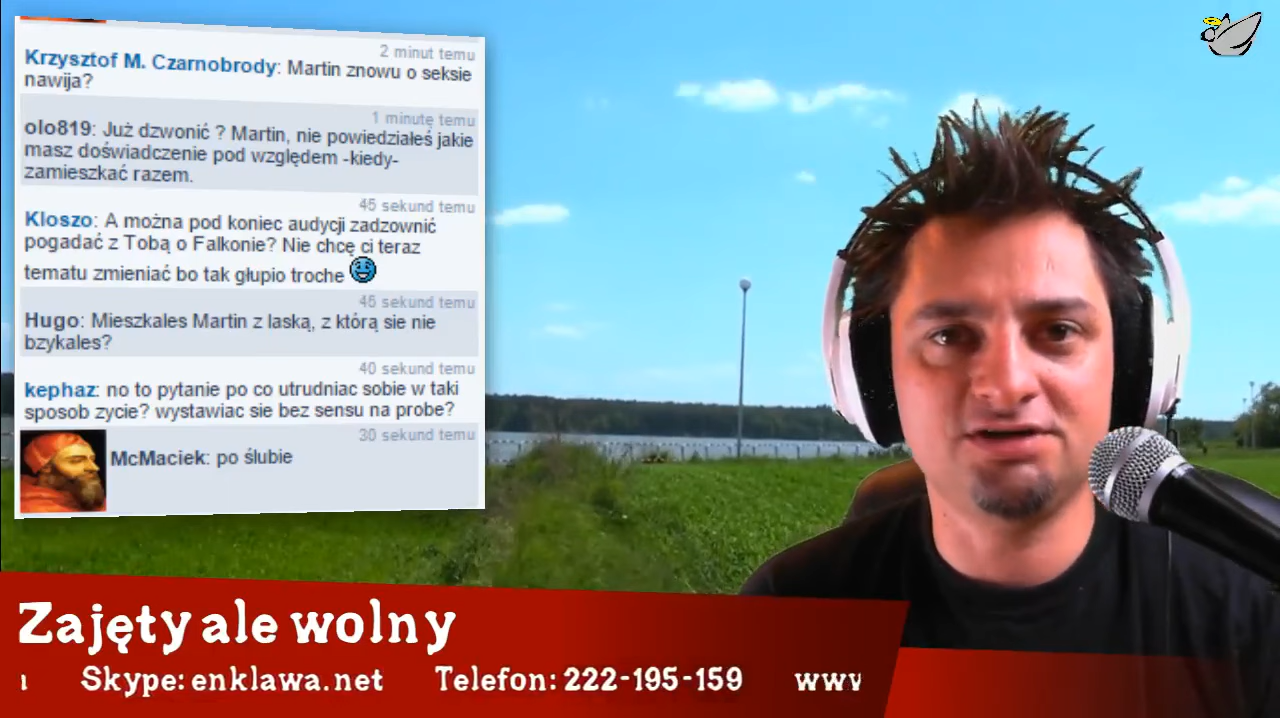 2 minut temu
Krzysztof M. Czarnobrody: Martin znowu o seksie
nawija?
1 minutę temu
olo819: Już dzwonić ? Martin, nie powiedziałeś jakie
masz doświadczenie pod względem -kiedy-
zamieszkać razem.
45 sekund temu
Kloszo: A można pod koniec audycji zadzownić
pogadać z Tobą o Falkonie? Nie chcę ci teraz
tematu zmieniać bo tak głupio troche
45 sekund temu
Hugo: Mieszkales Martin z laską, z którą sie nie
bzykales?
40 sekund temu
kephaz: no to pytanie po co utrudniac sobie w taki
sposob zycie? wystawiac sie bez sensu na probe?
30 sekund temu
McMaciek: po ślubie
Zajęty ale wolny
Skype: enklawa.net Telefon: 222-195-159 www